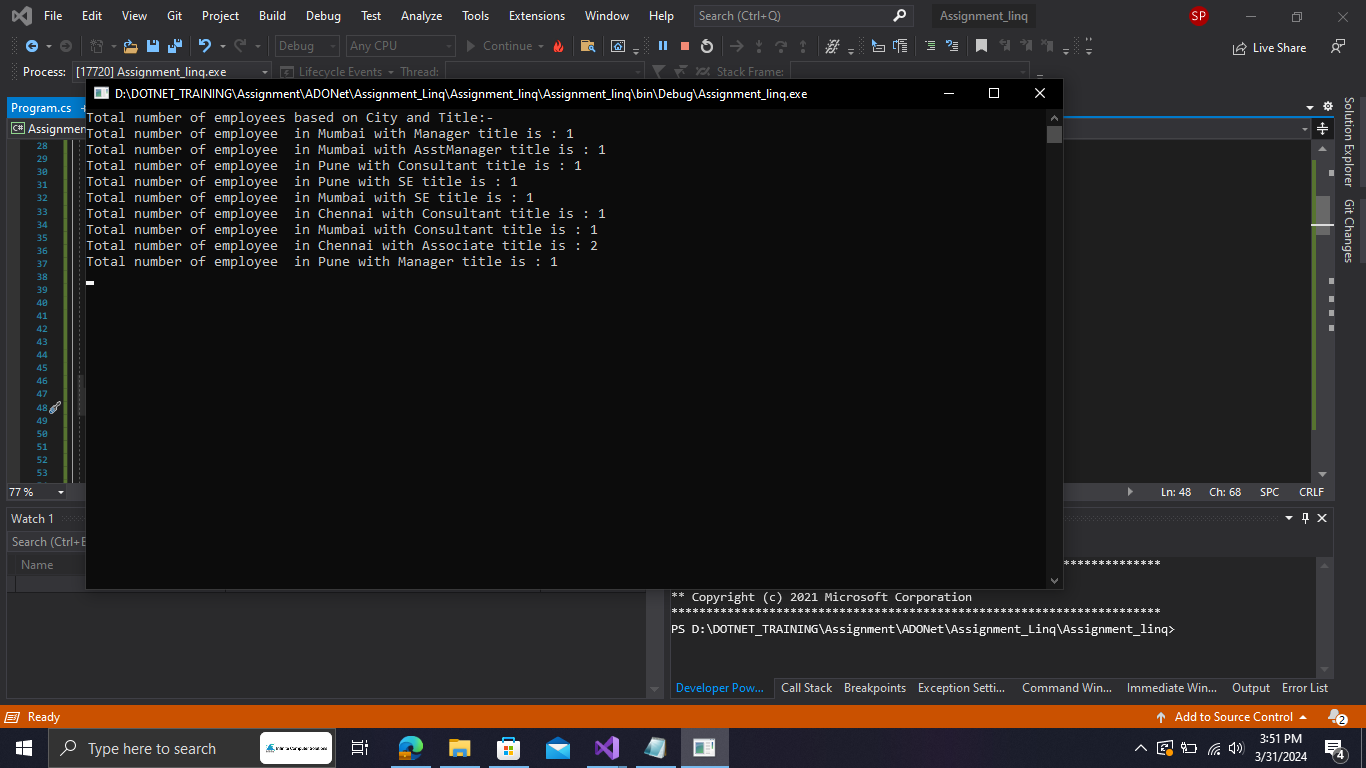 File Edit View Git Project Build Debug Test Analyze Tools Extensions Window Help Search (Ctrl+Q) Assignment_linq SP
Debug Any CPU Continue Live Share
Process: [17720] Assignment_linq.exe Lifecycle Events Thread: Stack Frame:
D:\DOTNET_TRAINING\Assignment\ADONet\Assignment_Linq\Assignment_linq\Assignment_linq\bin\Debug\Assignment_linq.exe
Program.cs
C# Assignmen
Total number of employees based on City and Title:-
Total number of employee  in Mumbai with Manager title is : 1
Total number of employee  in Mumbai with AsstManager title is : 1
Total number of employee  in Pune with Consultant title is : 1
Total number of employee  in Pune with SE title is : 1
Total number of employee  in Mumbai with SE title is : 1
Total number of employee  in Chennai with Consultant title is : 1
Total number of employee  in Mumbai with Consultant title is : 1
Total number of employee  in Chennai with Associate title is : 2
Total number of employee  in Pune with Manager title is : 1
28
29
30
31
32
33
34
35
36
37
38
39
40
41
42
43
44
45
46
47
48
49
50
51
52
53
Solution Explorer
Git Changes
77 % Ln: 48 Ch: 68 SPC CRLF
Watch 1
Search (Ctrl+E
Name
** Copyright (c) 2021 Microsoft Corporation
**********************************************************************
PS D:\DOTNET_TRAINING\Assignment\ADONet\Assignment_Linq\Assignment_linq>
Developer Pow... Call Stack Breakpoints Exception Setti... Command Win... Immediate Win... Output Error List
Ready Add to Source Control 2
Type here to search Infinite Computer Solutions 3:51 PM
3/31/2024 4